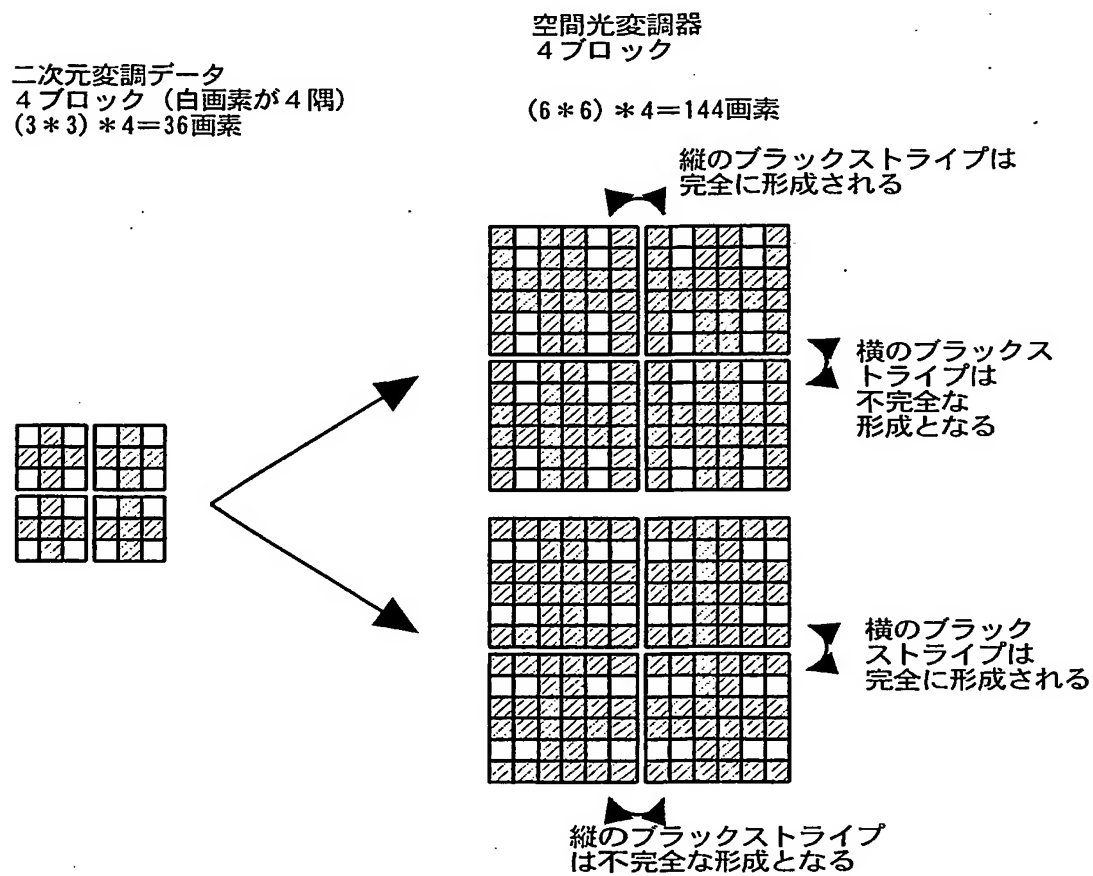 二次元変調データ
4ブロック（白画素が4隅）
(3＊3)＊4＝36画素
空間光変調器
4ブロック
(6＊6)＊4＝144画素
縦のブラックストライプは
完全に形成される
横のブラックス
トライプは
不完全な
形成となる
横のブラック
ストライプは
完全に形成される
縦のブラックストライプ
は不完全な形成となる